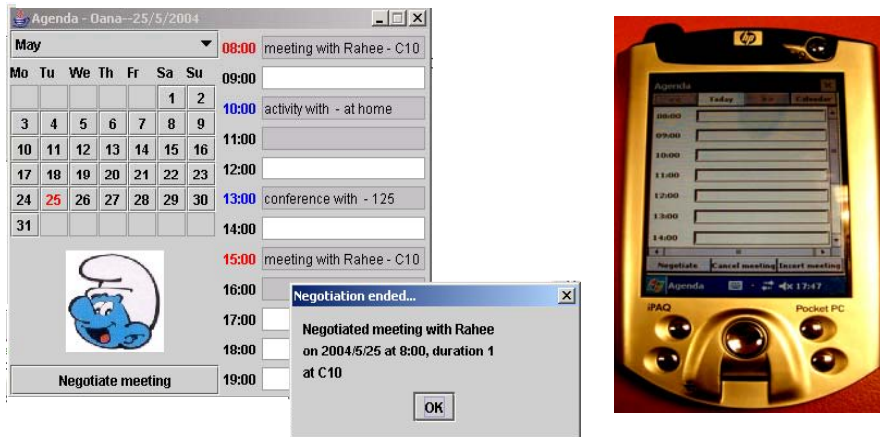 Agenda - Oana--25/5/2004
May
Mo Tu We Th Fr Sa Su
1 2
3 4 5 6 7 8 9
10 11 12 13 14 15 16
17 18 19 20 21 22 23
24 25 26 27 28 29 30
31
Negotiate meeting
08:00 meeting with Rahee - C10
09:00
10:00 activity with - at home
11:00
12:00
13:00 conference with - 125
14:00
15:00 meeting with Rahee - C10
16:00
17:00
18:00
19:00
Negotiation ended...
Negotiated meeting with Rahee
on 2004/5/25 at 8:00, duration 1
at C10
OK
hp
Agenda
Today Calendar
08:00
09:00
10:00
11:00
12:00
13:00
14:00
Negotiate Cancel meeting Insert meeting
Agenda 17:47
iPAQ Pocket PC